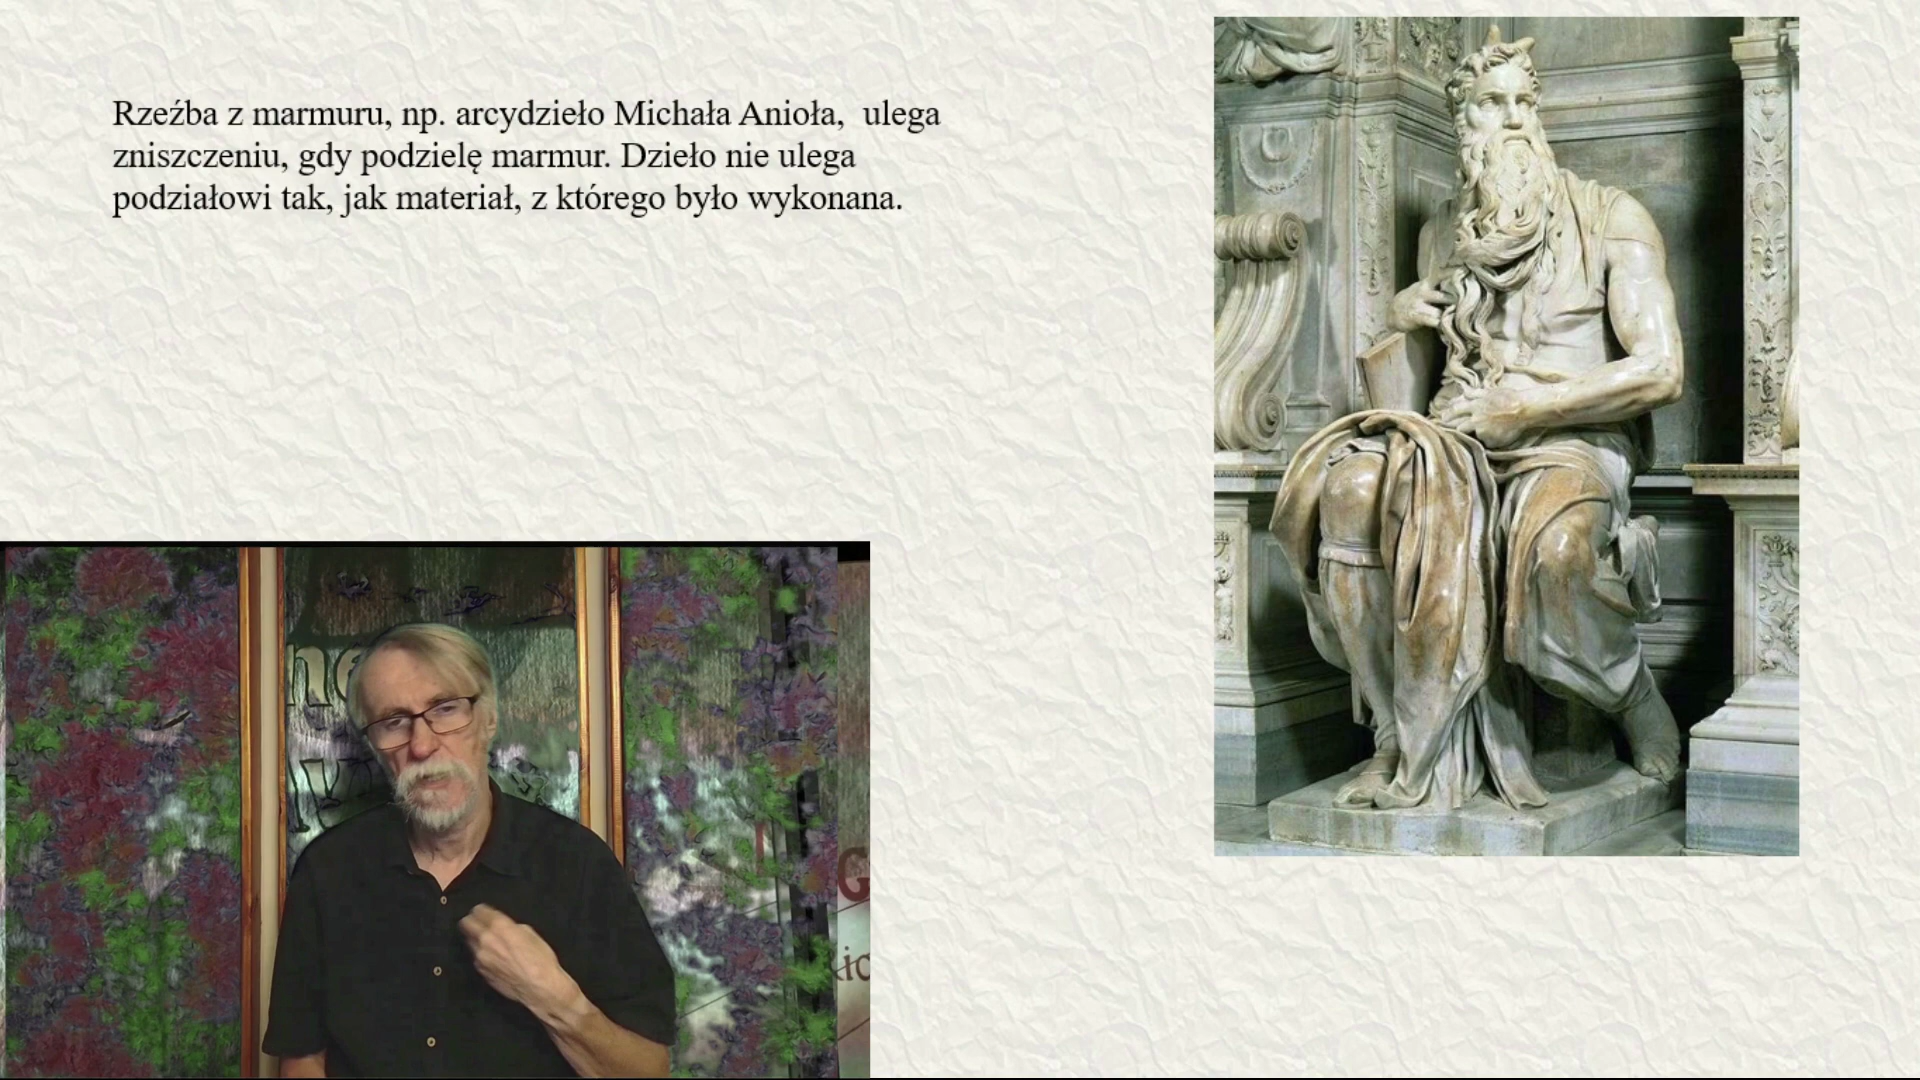 Rzeźba z marmuru, np. arcydzieło Michała Anioła,  ulega
zniszczeniu, gdy podzielę marmur. Dzieło nie ulega
podziałowi tak, jak materiał, z którego było wykonana.